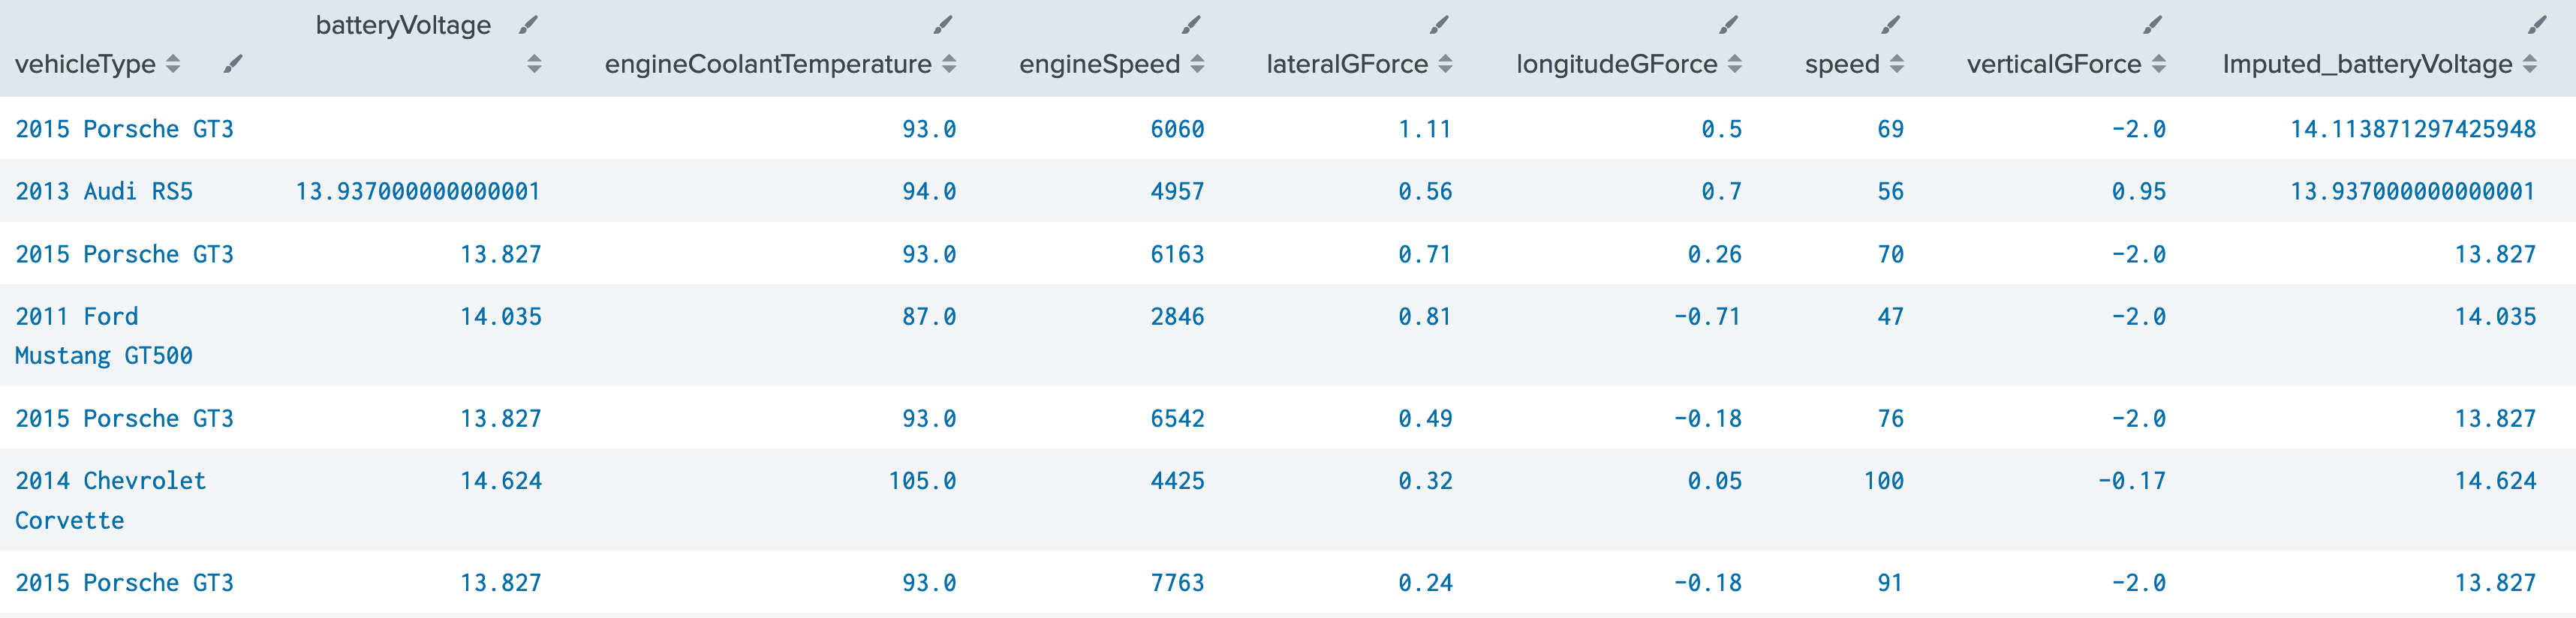 vehicleType batteryVoltage engineCoolantTemperature engineSpeed lateralGForce longitudeGForce speed verticalGForce Imputed_batteryVoltage
2015 Porsche GT3 93.0 6060 1.11 0.5 69 -2.0 14.113871297425948
2013 Audi RS5 13.937000000000001 94.0 4957 0.56 0.7 56 0.95 13.937000000000001
2015 Porsche GT3 13.827 93.0 6163 0.71 0.26 70 -2.0 13.827
2011 Ford 14.035 87.0 2846 0.81 -0.71 47 -2.0 14.035
Mustang GT500
2015 Porsche GT3 13.827 93.0 6542 0.49 -0.18 76 -2.0 13.827
2014 Chevrolet 14.624 105.0 4425 0.32 0.05 100 -0.17 14.624
Corvette
2015 Porsche GT3 13.827 93.0 7763 0.24 -0.18 91 -2.0 13.827